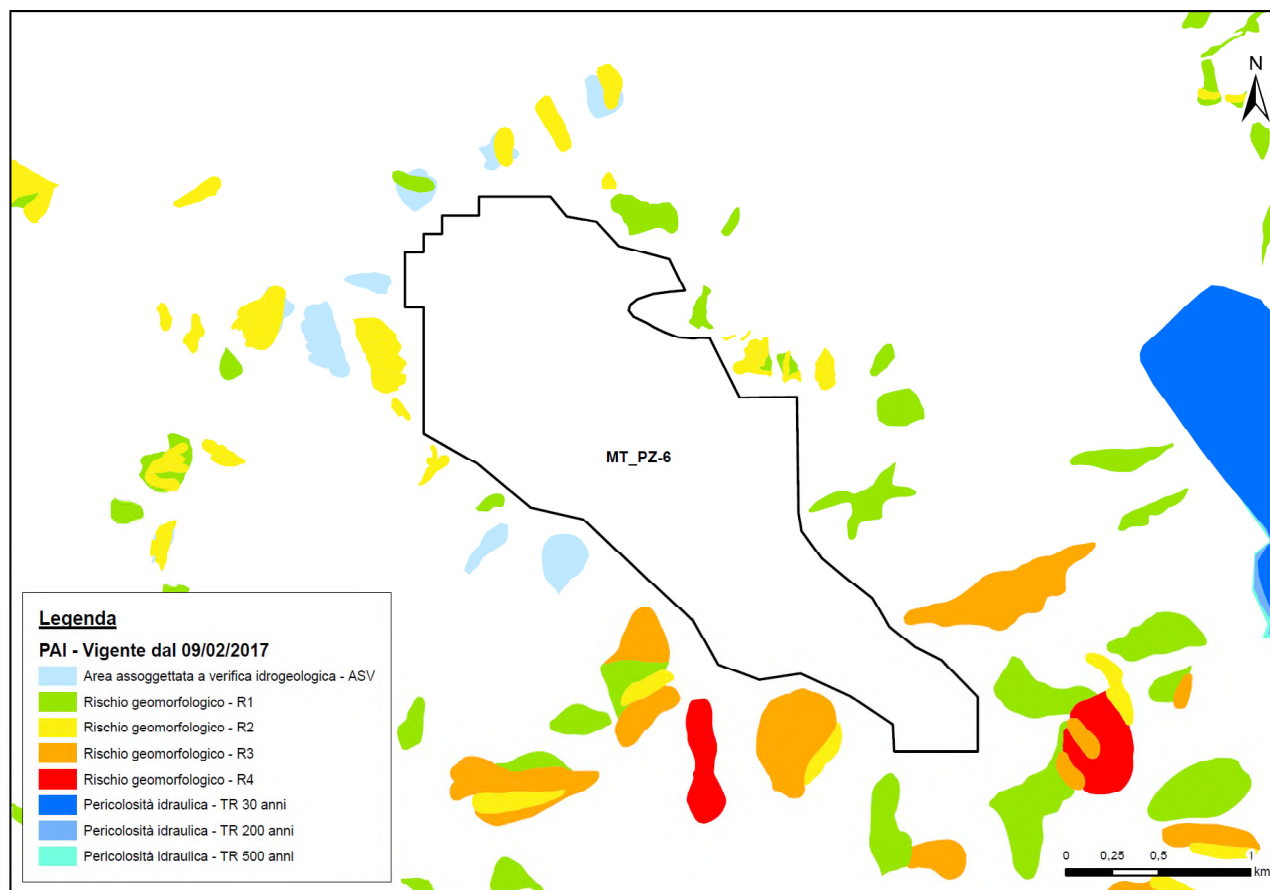 N
MT_PZ-6
Legenda
PAI - Vigente dal 09/02/2017
Area assoggettata a verifica idrogeologica - ASV
Rischio geomorfologico - R1
Rischio geomorfologico - R2
Rischio geomorfologico - R3
Rischio geomorfologico - R4
Pericolosità idraulica - TR 30 anni
Pericolosità idraulica - TR 200 anni
Pericolosità idraulica - TR 500 anni
0 0,25 0,5 1
km